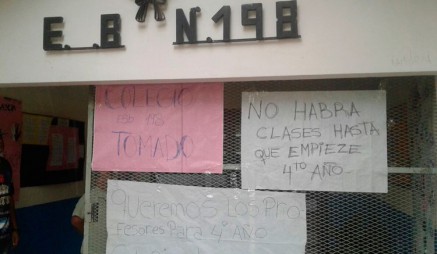 E. B N.198
COLEGIO
TOMADO
NO HABRA
CLASES HASTA
QUE EMPIEZE
4TO AÑO
Queremos Los Pro
Fesores Para 4º AÑO